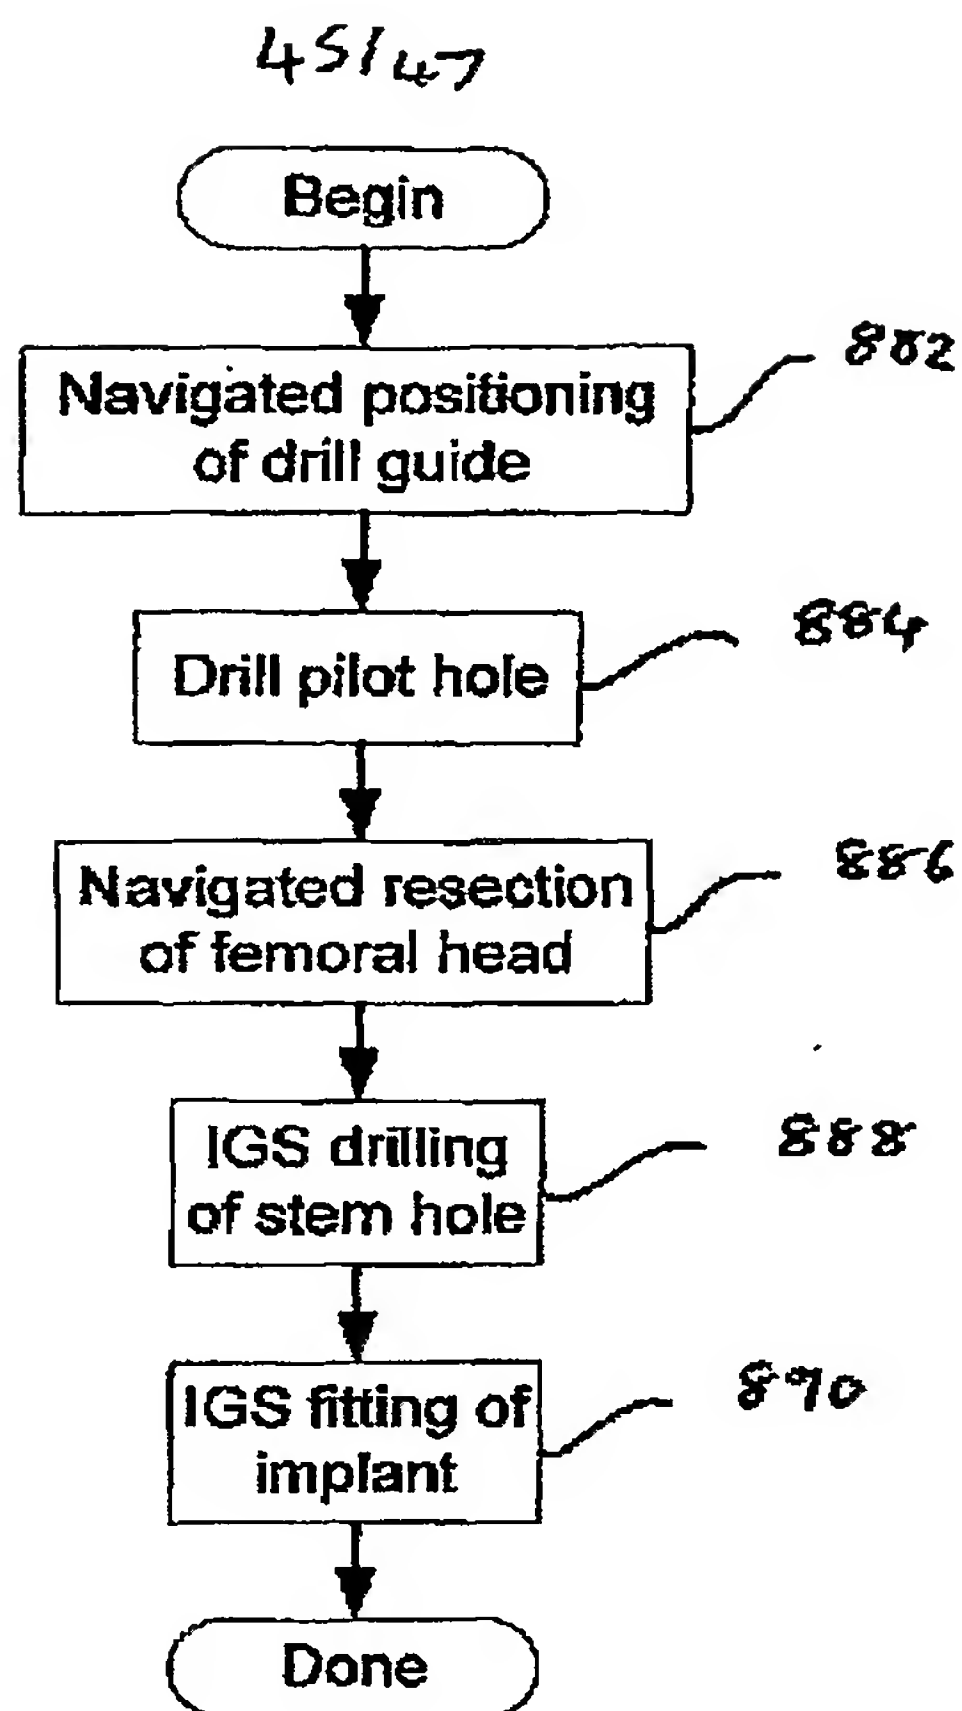 45/47
Begin
Navigated positioning
of drill guide
882
Drill pilot hole
884
Navigated resection
of femoral head
886
IGS drilling
of stem hole
888
IGS fitting of
implant
890
Done